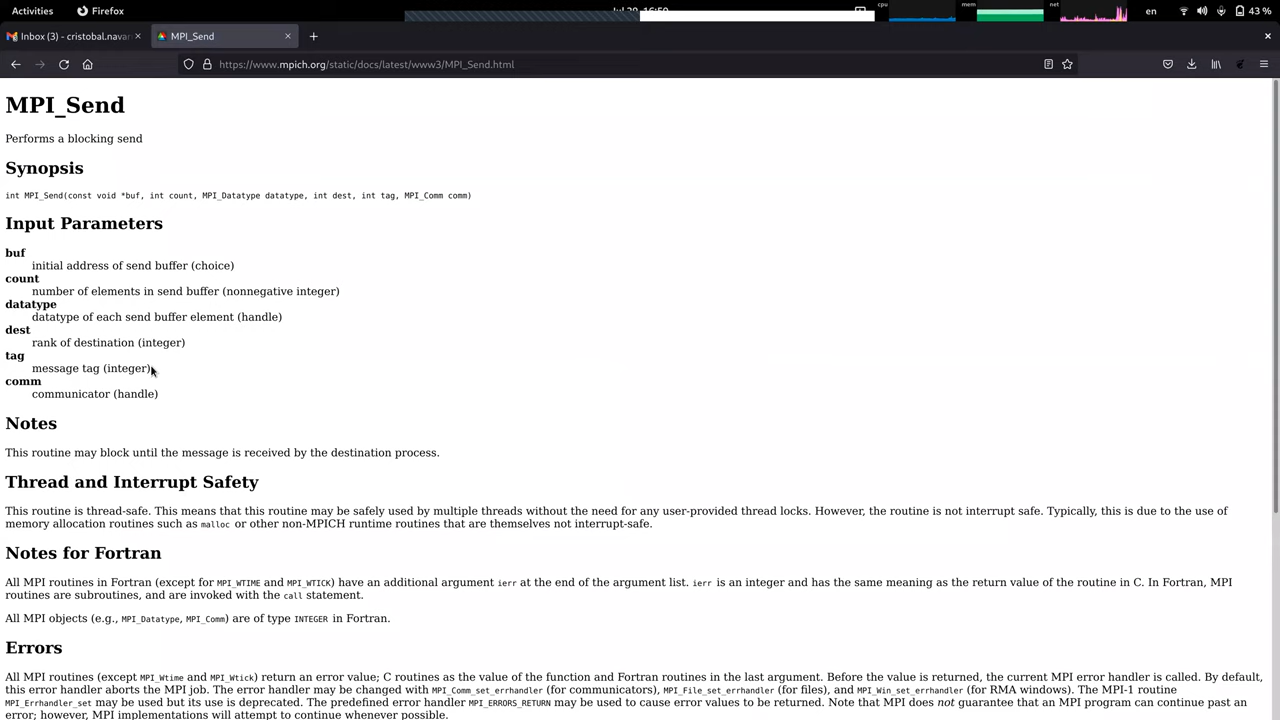 Activities Firefox Jul 20 16:50 cpu mem net en 43 %
Inbox (3) - cristobal.navar MPI_Send
https://www.mpich.org/static/docs/latest/www3/MPI_Send.html
MPI_Send
Performs a blocking send
Synopsis
int MPI_Send(const void *buf, int count, MPI_Datatype datatype, int dest, int tag, MPI_Comm comm)
Input Parameters
buf
initial address of send buffer (choice)
count
number of elements in send buffer (nonnegative integer)
datatype
datatype of each send buffer element (handle)
dest
rank of destination (integer)
tag
message tag (integer)
comm
communicator (handle)
Notes
This routine may block until the message is received by the destination process.
Thread and Interrupt Safety
This routine is thread-safe. This means that this routine may be safely used by multiple threads without the need for any user-provided thread locks. However, the routine is not interrupt safe. Typically, this is due to the use of
memory allocation routines such as malloc or other non-MPICH runtime routines that are themselves not interrupt-safe.
Notes for Fortran
All MPI routines in Fortran (except for MPI_WTIME and MPI_WTICK) have an additional argument ierr at the end of the argument list. ierr is an integer and has the same meaning as the return value of the routine in C. In Fortran, MPI
routines are subroutines, and are invoked with the call statement.
All MPI objects (e.g., MPI_Datatype, MPI_Comm) are of type INTEGER in Fortran.
Errors
All MPI routines (except MPI_Wtime and MPI_Wtick) return an error value; C routines as the value of the function and Fortran routines in the last argument. Before the value is returned, the current MPI error handler is called. By default,
this error handler aborts the MPI job. The error handler may be changed with MPI_Comm_set_errhandler (for communicators), MPI_File_set_errhandler (for files), and MPI_Win_set_errhandler (for RMA windows). The MPI-1 routine
MPI_Errhandler_set may be used but its use is deprecated. The predefined error handler MPI_ERRORS_RETURN may be used to cause error values to be returned. Note that MPI does not guarantee that an MPI program can continue past an
error; however, MPI implementations will attempt to continue whenever possible.